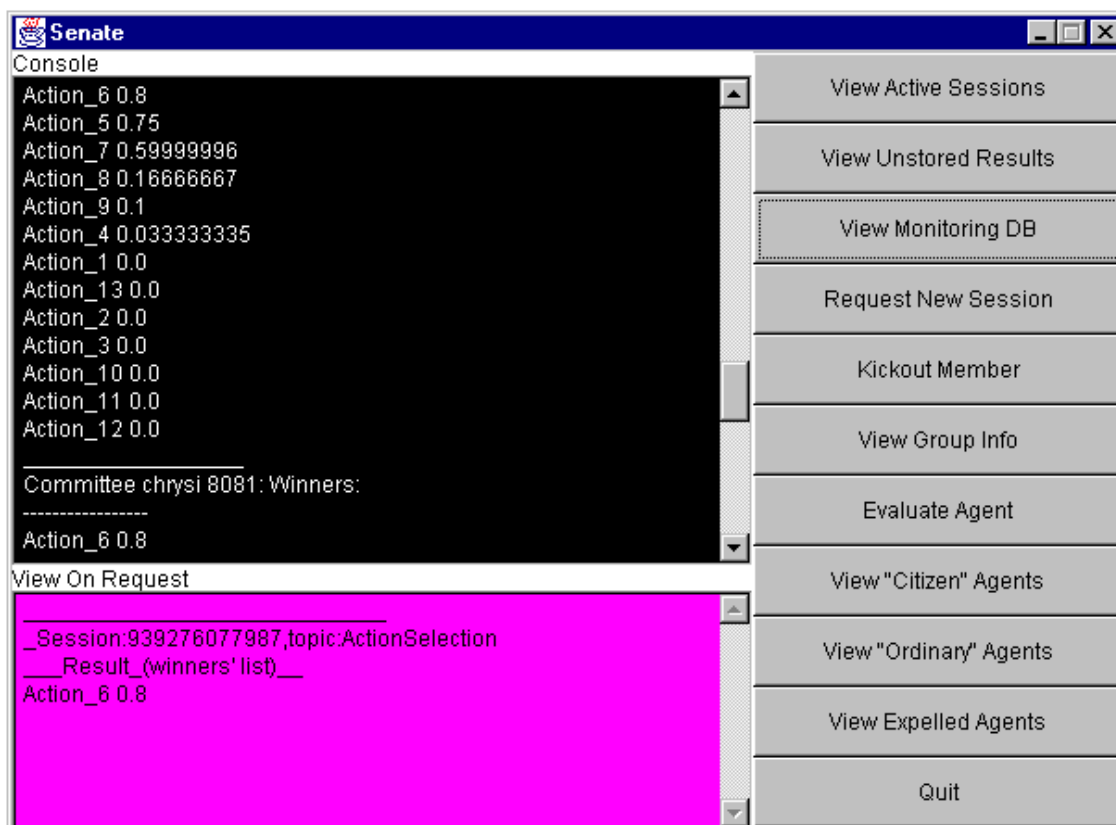 Senate
Console
Action_6 0.8
Action_5 0.75
Action_7 0.59999996
Action_8 0.16666667
Action_9 0.1
Action_4 0.033333335
Action_1 0.0
Action_13 0.0
Action_2 0.0
Action_3 0.0
Action_10 0.0
Action_11 0.0
Action_12 0.0
____________________
Committee chrysi 8081: Winners:
-----------------
Action_6 0.8
View On Request
______________________________
_Session:939276077987,topic:ActionSelection
___Result_(winners' list)__
Action_6 0.8
View Active Sessions
View Unstored Results
View Monitoring DB
Request New Session
Kickout Member
View Group Info
Evaluate Agent
View "Citizen" Agents
View "Ordinary" Agents
View Expelled Agents
Quit